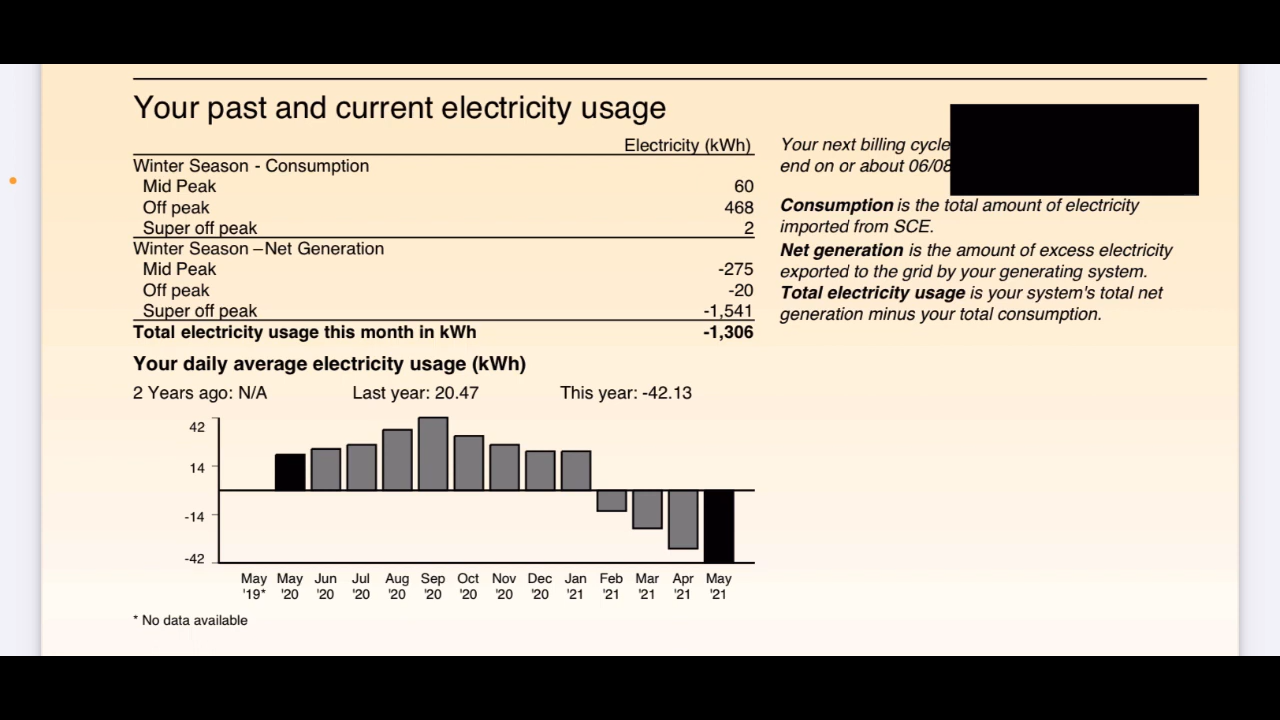 Your past and current electricity usage
Electricity (kWh)
Winter Season - Consumption
Mid Peak 60
Off peak 468
Super off peak 2
Winter Season – Net Generation
Mid Peak -275
Off peak -20
Super off peak -1,541
Total electricity usage this month in kWh -1,306
Your next billing cycle
end on or about 06/08
Consumption is the total amount of electricity
imported from SCE.
Net generation is the amount of excess electricity
exported to the grid by your generating system.
Total electricity usage is your system's total net
generation minus your total consumption.
Your daily average electricity usage (kWh)
2 Years ago: N/A Last year: 20.47 This year: -42.13
42
14
-14
-42
May May Jun Jul Aug Sep Oct Nov Dec Jan Feb Mar Apr May
'19* '20 '20 '20 '20 '20 '20 '20 '20 '21 '21 '21 '21 '21
* No data available